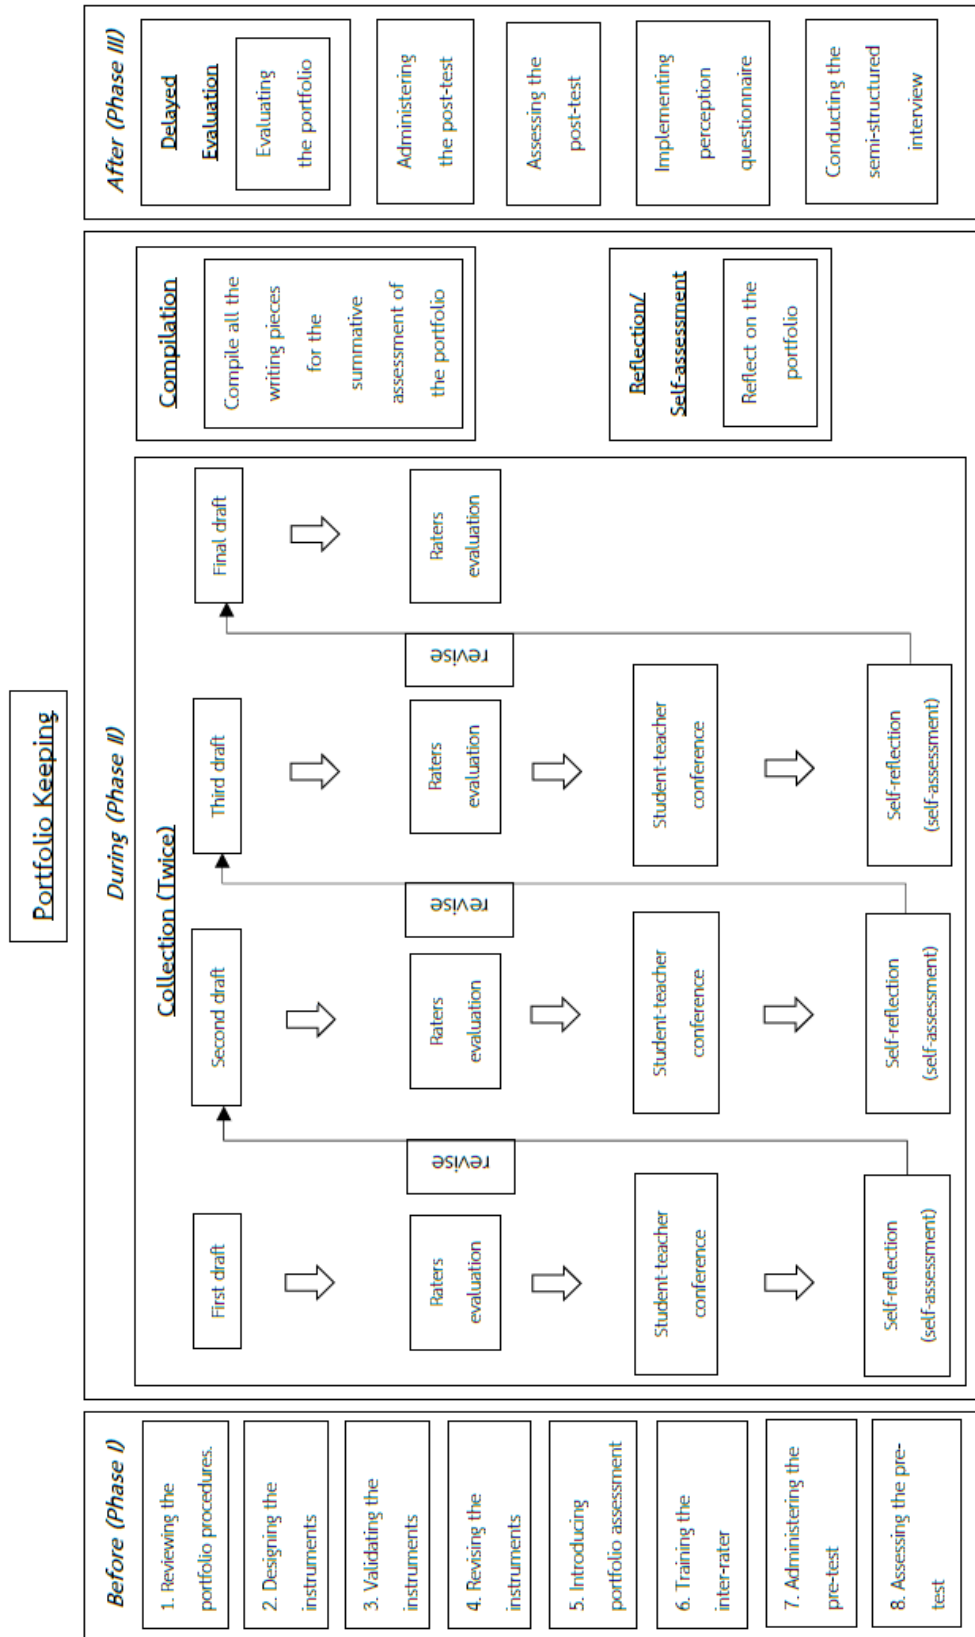 Portfolio Keeping
Before (Phase I)
1. Reviewing the
portfolio procedures.
2. Designing the
instruments
3. Validating the
instruments
4. Revising the
instruments
5. Introducing
portfolio assessment
6. Training the
inter-rater
7. Administering the
pre-test
8. Assessing the pre-
test
During (Phase II)
Collection (Twice)
First draft
Raters
evaluation
Student-teacher
conference
Self-reflection
(self-assessment)
revise
Second draft
Raters
evaluation
Student-teacher
conference
Self-reflection
(self-assessment)
revise
Third draft
Raters
evaluation
Student-teacher
conference
Self-reflection
(self-assessment)
revise
Final draft
Raters
evaluation
Compilation
Compile all the
writing pieces
for the
summative
assessment of
the portfolio
Reflection/
Self-assessment
Reflect on the
portfolio
After (Phase III)
Delayed
Evaluation
Evaluating
the portfolio
Administering
the post-test
Assessing the
post-test
Implementing
perception
questionnaire
Conducting the
semi-structured
interview